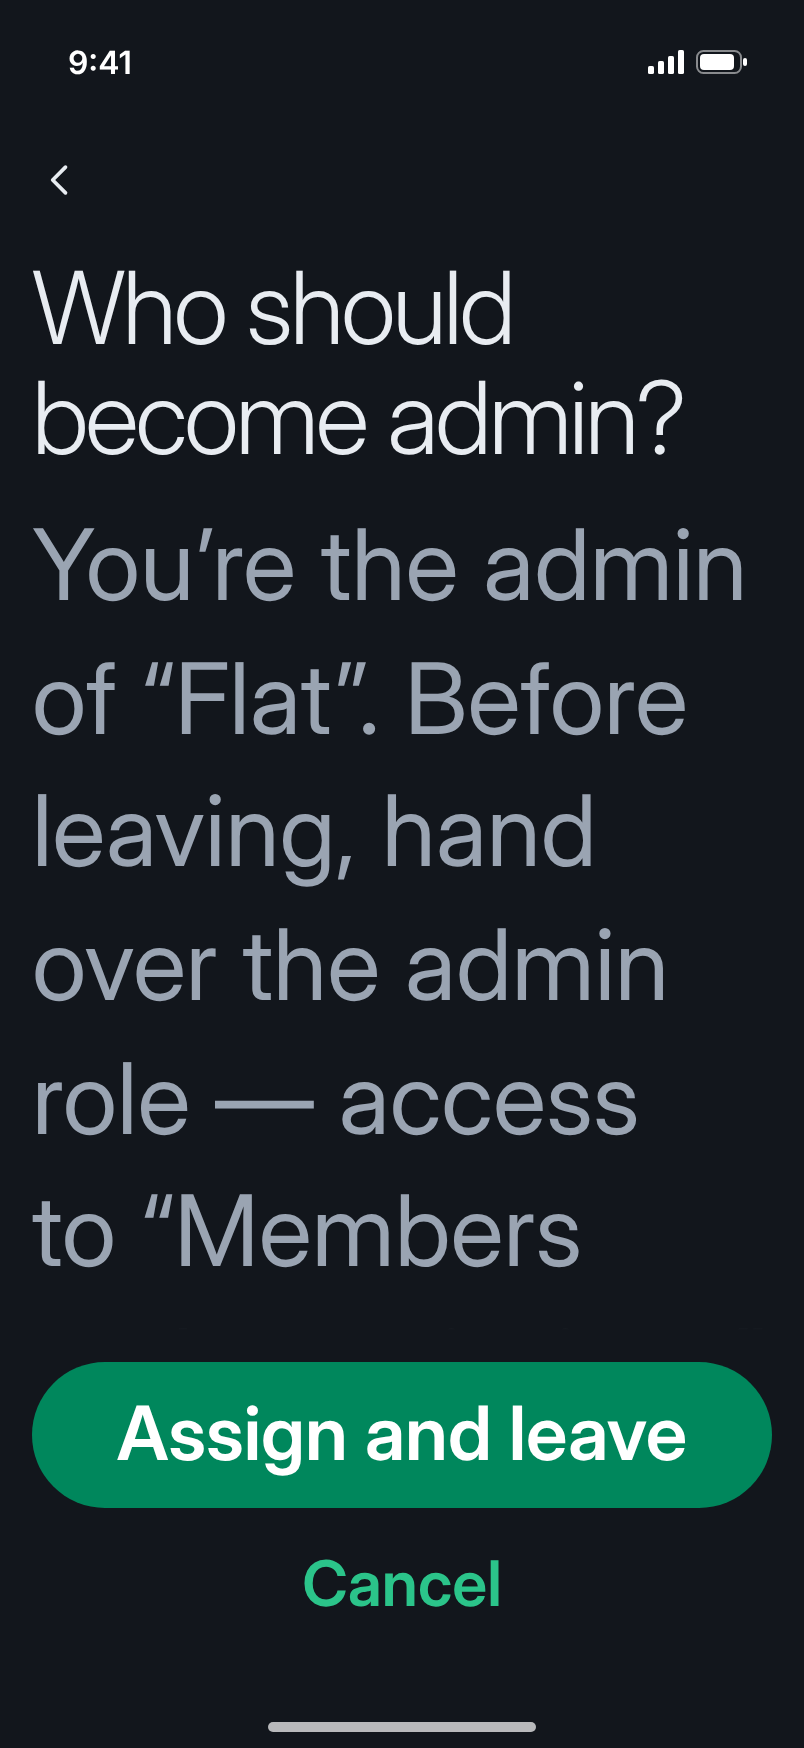 9:41
Who should
become admin?
You’re the admin
of “Flat”. Before
leaving, hand
over the admin
role — access
to “Members
Assign and leave
Cancel